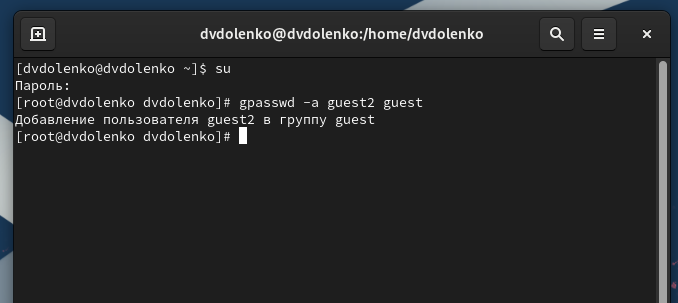 dvdolenko@dvdolenko:/home/dvdolenko
[dvdolenko@dvdolenko ~]$ su
Пароль:
[root@dvdolenko dvdolenko]# gpasswd -a guest2 guest
Добавление пользователя guest2 в группу guest
[root@dvdolenko dvdolenko]#